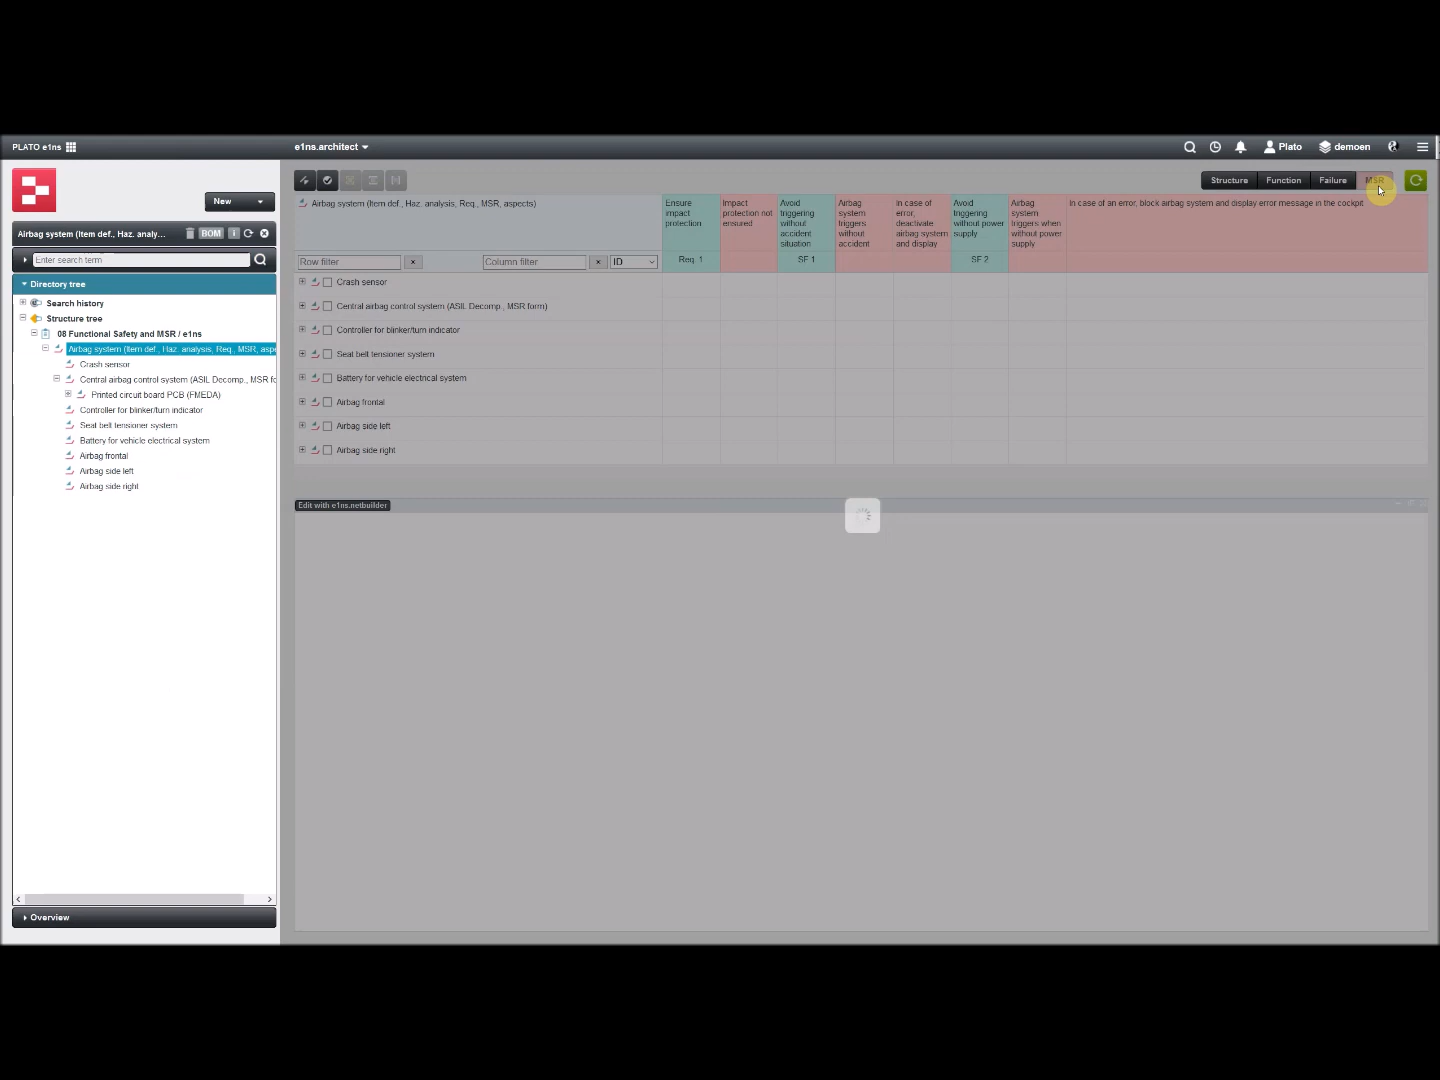 PLATO e1ns
e1ns.architect
Plato
demoen
New
Structure
Function
Failure
MSR
Airbag system (Item def., Haz. analy...
BOM
i
Enter search term
Directory tree
Search history
Structure tree
08 Functional Safety and MSR / e1ns
Airbag system (Item def., Haz. analysis, Req., MSR, aspe
Crash sensor
Central airbag control system (ASIL Decomp., MSR fo
Printed circuit board PCB (FMEDA)
Controller for blinker/turn indicator
Seat belt tensioner system
Battery for vehicle electrical system
Airbag frontal
Airbag side left
Airbag side right
Overview
Airbag system (Item def., Haz. analysis, Req., MSR, aspects)
Ensure
impact
protection
Impact
protection not
ensured
Avoid
triggering
without
accident
situation
Airbag
system
triggers
without
accident
In case of
error,
deactivate
airbag system
and display
Avoid
triggering
without power
supply
Airbag
system
triggers when
without power
supply
In case of an error, block airbag system and display error message in the cockpit
Row filter
×
Column filter
×
ID
Req. 1
SF 1
SF 2
Crash sensor
Central airbag control system (ASIL Decomp., MSR form)
Controller for blinker/turn indicator
Seat belt tensioner system
Battery for vehicle electrical system
Airbag frontal
Airbag side left
Airbag side right
Edit with e1ns.netbuilder